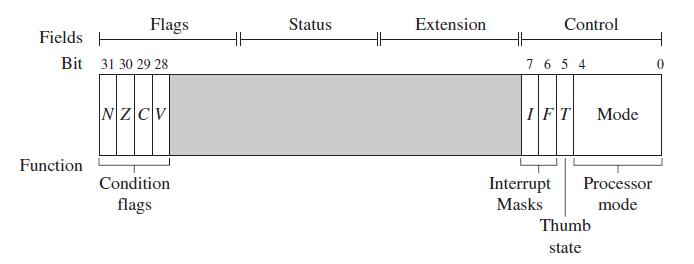 Fields Flags Status Extension Control
Bit 31 30 29 28 7 6 5 4 0
N Z C V I F T Mode
Function
Condition flags
Interrupt Masks
Processor mode
Thumb state